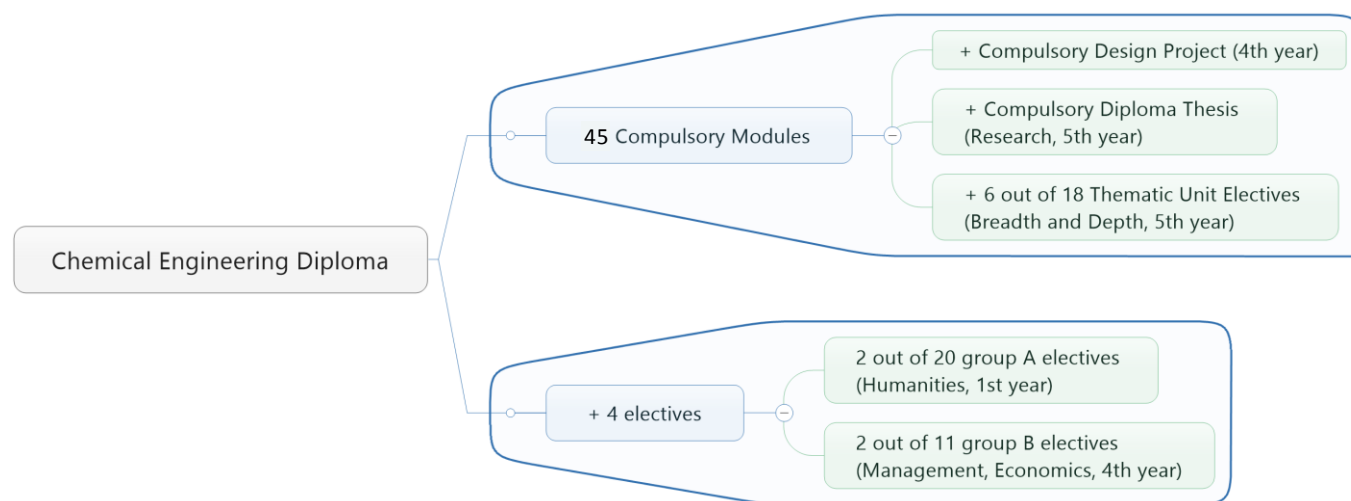 Chemical Engineering Diploma
45 Compulsory Modules
+ Compulsory Design Project (4th year)
+ Compulsory Diploma Thesis
(Research, 5th year)
+ 6 out of 18 Thematic Unit Electives
(Breadth and Depth, 5th year)
+ 4 electives
2 out of 20 group A electives
(Humanities, 1st year)
2 out of 11 group B electives
(Management, Economics, 4th year)